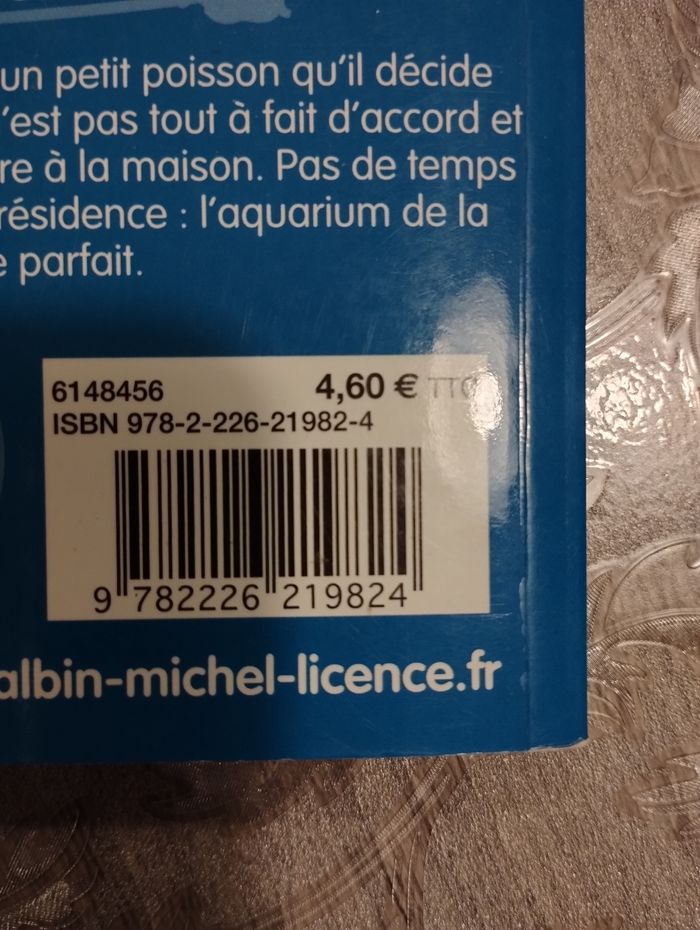 un petit poisson qu'il décide
'est pas tout à fait d'accord et
re à la maison. Pas de temps
résidence : l'aquarium de la
e parfait.
6148456 4,60 € TTC
ISBN 978-2-226-21982-4
9 782226 219824
albin-michel-licence.fr